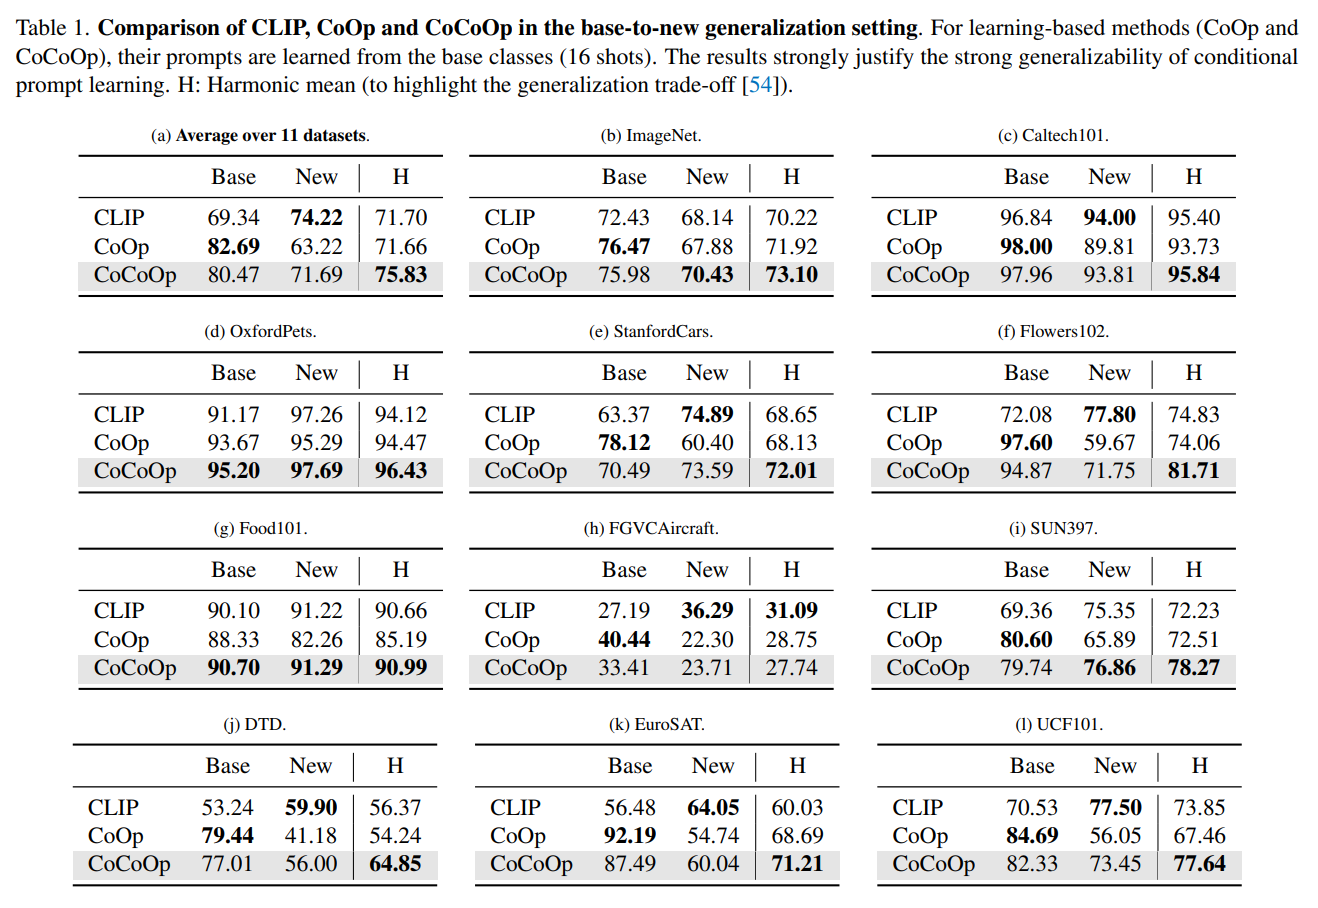 Table 1. Comparison of CLIP, CoOp and CoCoOp in the base-to-new generalization setting. For learning-based methods (CoOp and
CoCoOp), their prompts are learned from the base classes (16 shots). The results strongly justify the strong generalizability of conditional
prompt learning. H: Harmonic mean (to highlight the generalization trade-off [54]).
(a) Average over 11 datasets.
Base New H
CLIP 69.34 74.22 71.70
CoOp 82.69 63.22 71.66
CoCoOp 80.47 71.69 75.83
(b) ImageNet.
Base New H
CLIP 72.43 68.14 70.22
CoOp 76.47 67.88 71.92
CoCoOp 75.98 70.43 73.10
(c) Caltech101.
Base New H
CLIP 96.84 94.00 95.40
CoOp 98.00 89.81 93.73
CoCoOp 97.96 93.81 95.84
(d) OxfordPets.
Base New H
CLIP 91.17 97.26 94.12
CoOp 93.67 95.29 94.47
CoCoOp 95.20 97.69 96.43
(e) StanfordCars.
Base New H
CLIP 63.37 74.89 68.65
CoOp 78.12 60.40 68.13
CoCoOp 70.49 73.59 72.01
(f) Flowers102.
Base New H
CLIP 72.08 77.80 74.83
CoOp 97.60 59.67 74.06
CoCoOp 94.87 71.75 81.71
(g) Food101.
Base New H
CLIP 90.10 91.22 90.66
CoOp 88.33 82.26 85.19
CoCoOp 90.70 91.29 90.99
(h) FGVCAircraft.
Base New H
CLIP 27.19 36.29 31.09
CoOp 40.44 22.30 28.75
CoCoOp 33.41 23.71 27.74
(i) SUN397.
Base New H
CLIP 69.36 75.35 72.23
CoOp 80.60 65.89 72.51
CoCoOp 79.74 76.86 78.27
(j) DTD.
Base New H
CLIP 53.24 59.90 56.37
CoOp 79.44 41.18 54.24
CoCoOp 77.01 56.00 64.85
(k) EuroSAT.
Base New H
CLIP 56.48 64.05 60.03
CoOp 92.19 54.74 68.69
CoCoOp 87.49 60.04 71.21
(l) UCF101.
Base New H
CLIP 70.53 77.50 73.85
CoOp 84.69 56.05 67.46
CoCoOp 82.33 73.45 77.64